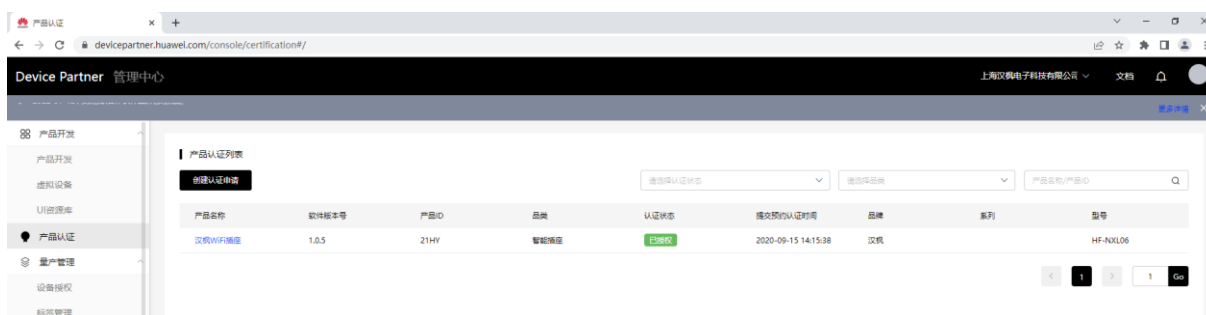 产品认证
devicepartner.huawei.com/console/certification#/
Device Partner 管理中心
上海汉枫电子科技有限公司
文档
更多详情
产品开发
产品开发
虚拟设备
UI资源库
产品认证
量产管理
设备授权
标签管理
产品认证列表
创建认证申请
请选择认证状态
请选择品类
产品名称/产品ID
产品名称 软件版本号 产品ID 品类 认证状态 提交预约认证时间 品牌 系列 型号
汉枫WiFi插座 1.0.5 21HY 智能插座 已授权 2020-09-15 14:15:38 汉枫 HF-NXL06
1 1 Go